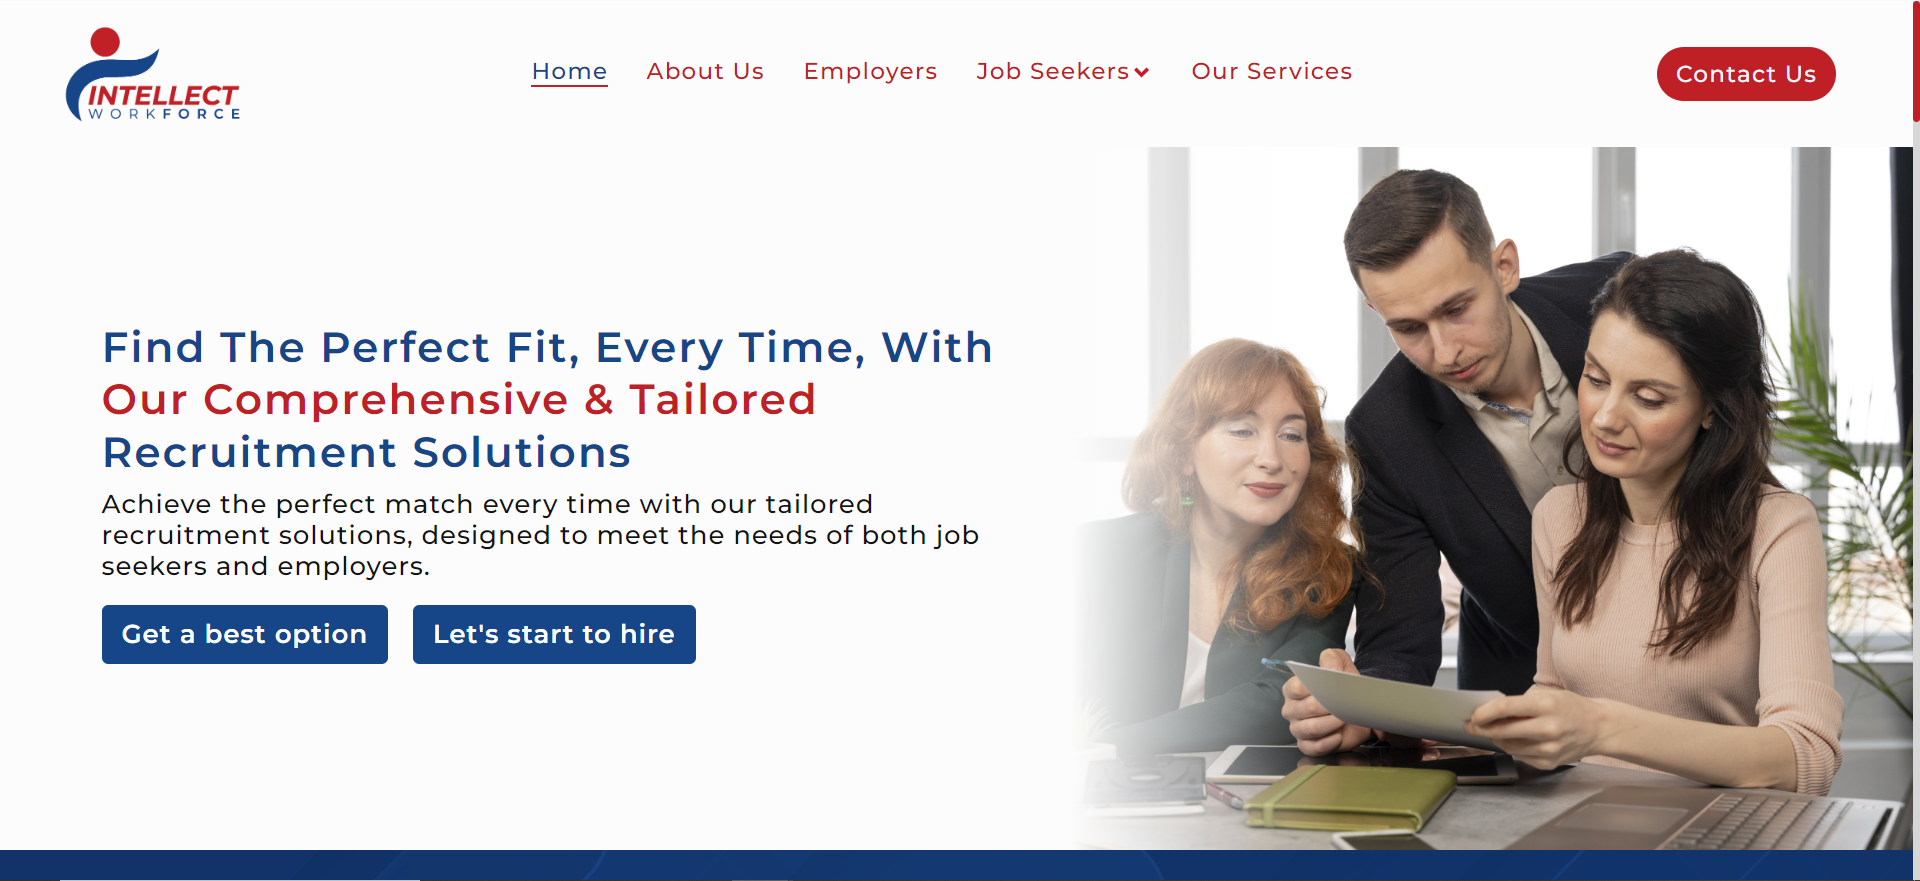 INTELLECT
WORKFORCE
Home
About Us
Employers
Job Seekers
Our Services
Contact Us
Find The Perfect Fit, Every Time, With
Our Comprehensive & Tailored
Recruitment Solutions
Achieve the perfect match every time with our tailored
recruitment solutions, designed to meet the needs of both job
seekers and employers.
Get a best option
Let's start to hire